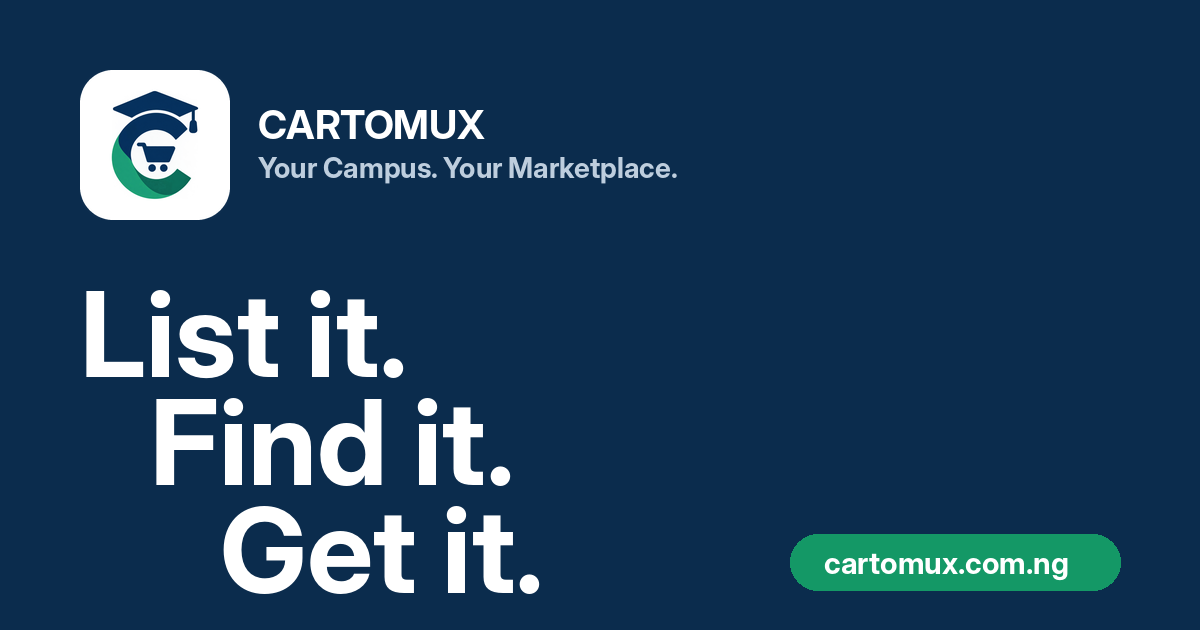 CARTOMUX
Your Campus. Your Marketplace.
List it.
Find it.
Get it.
cartomux.com.ng